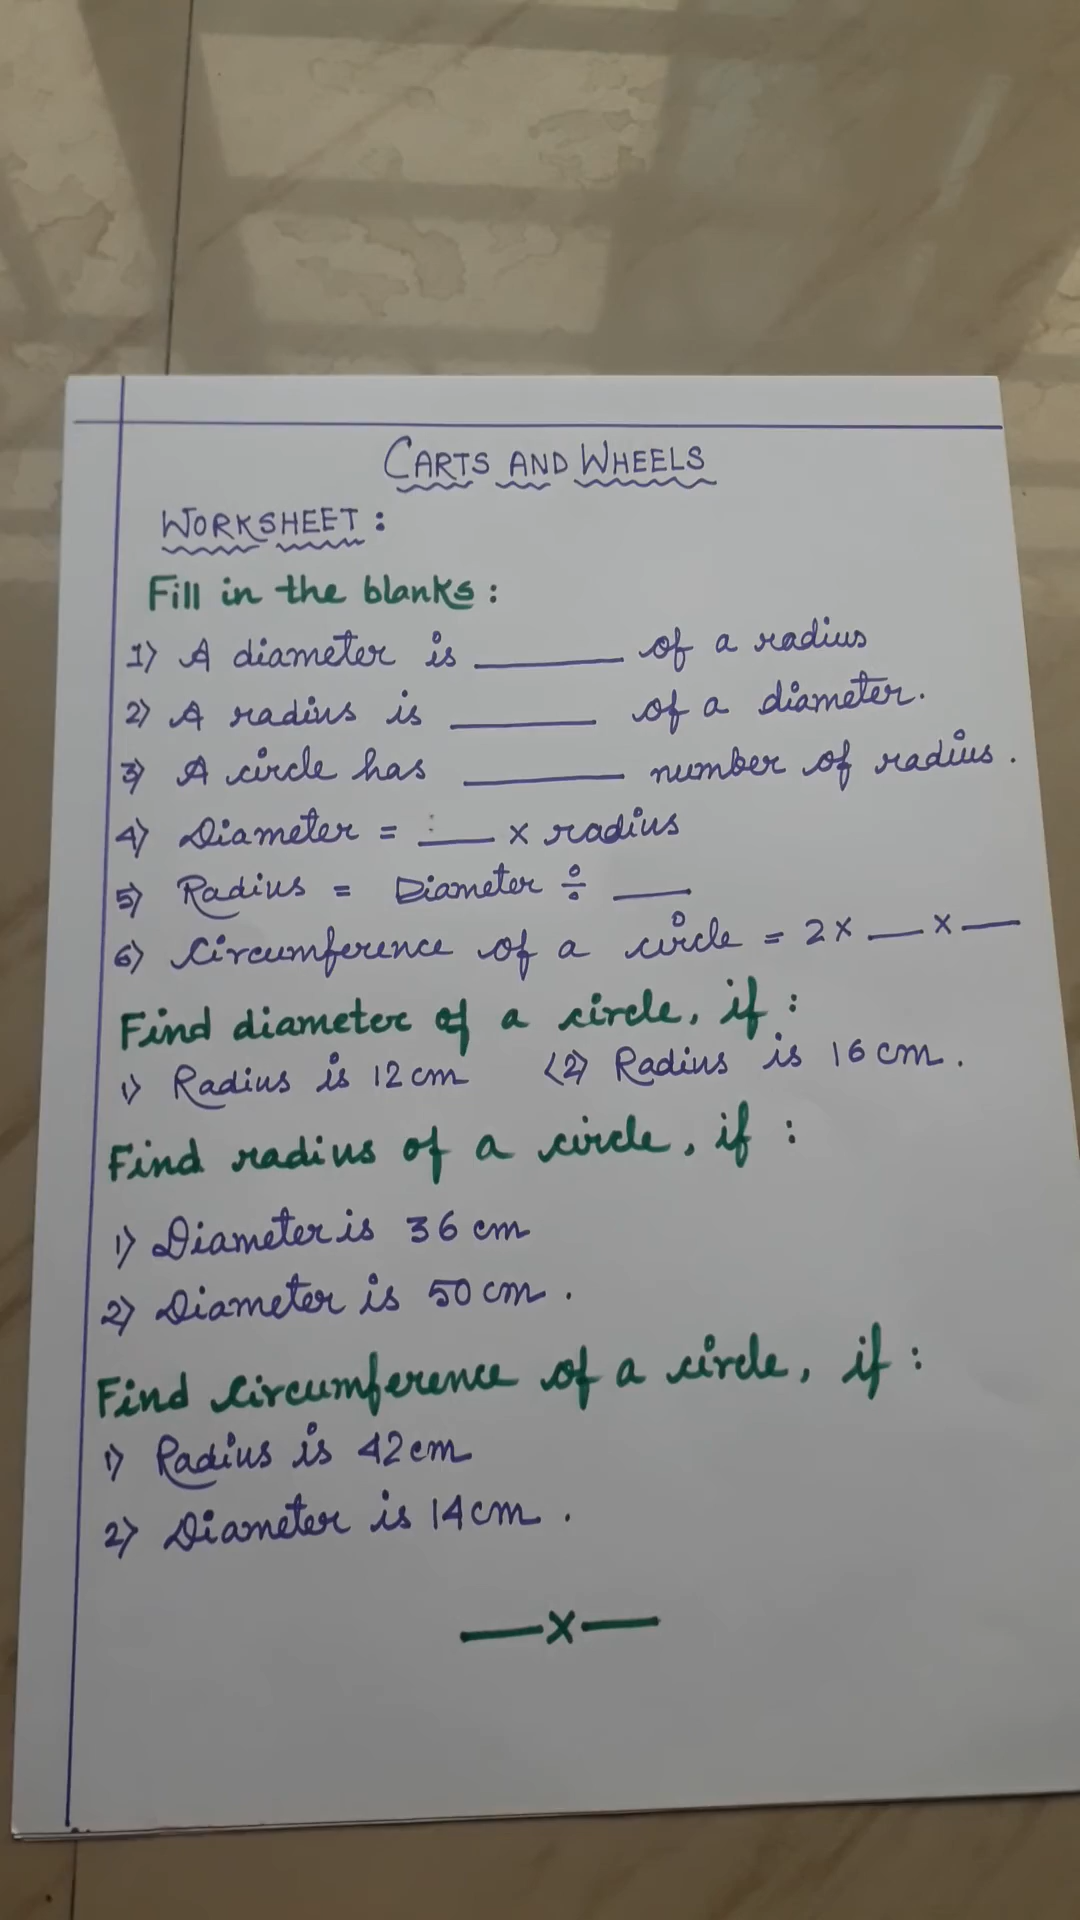 CARTS AND WHEELS
WORKSHEET :
Fill in the blanks :
1) A diameter is ______ of a radius
2) A radius is ______ of a diameter.
3) A circle has ______ number of radius.
4) Diameter = ___ × radius
5) Radius = Diameter ÷ ___
6) Circumference of a circle = 2 × __ × __
Find diameter of a circle, if :
1) Radius is 12 cm (2) Radius is 16 cm.
Find radius of a circle, if :
1) Diameter is 36 cm
2) Diameter is 50 cm.
Find circumference of a circle, if :
1) Radius is 42 cm
2) Diameter is 14 cm.
—x—